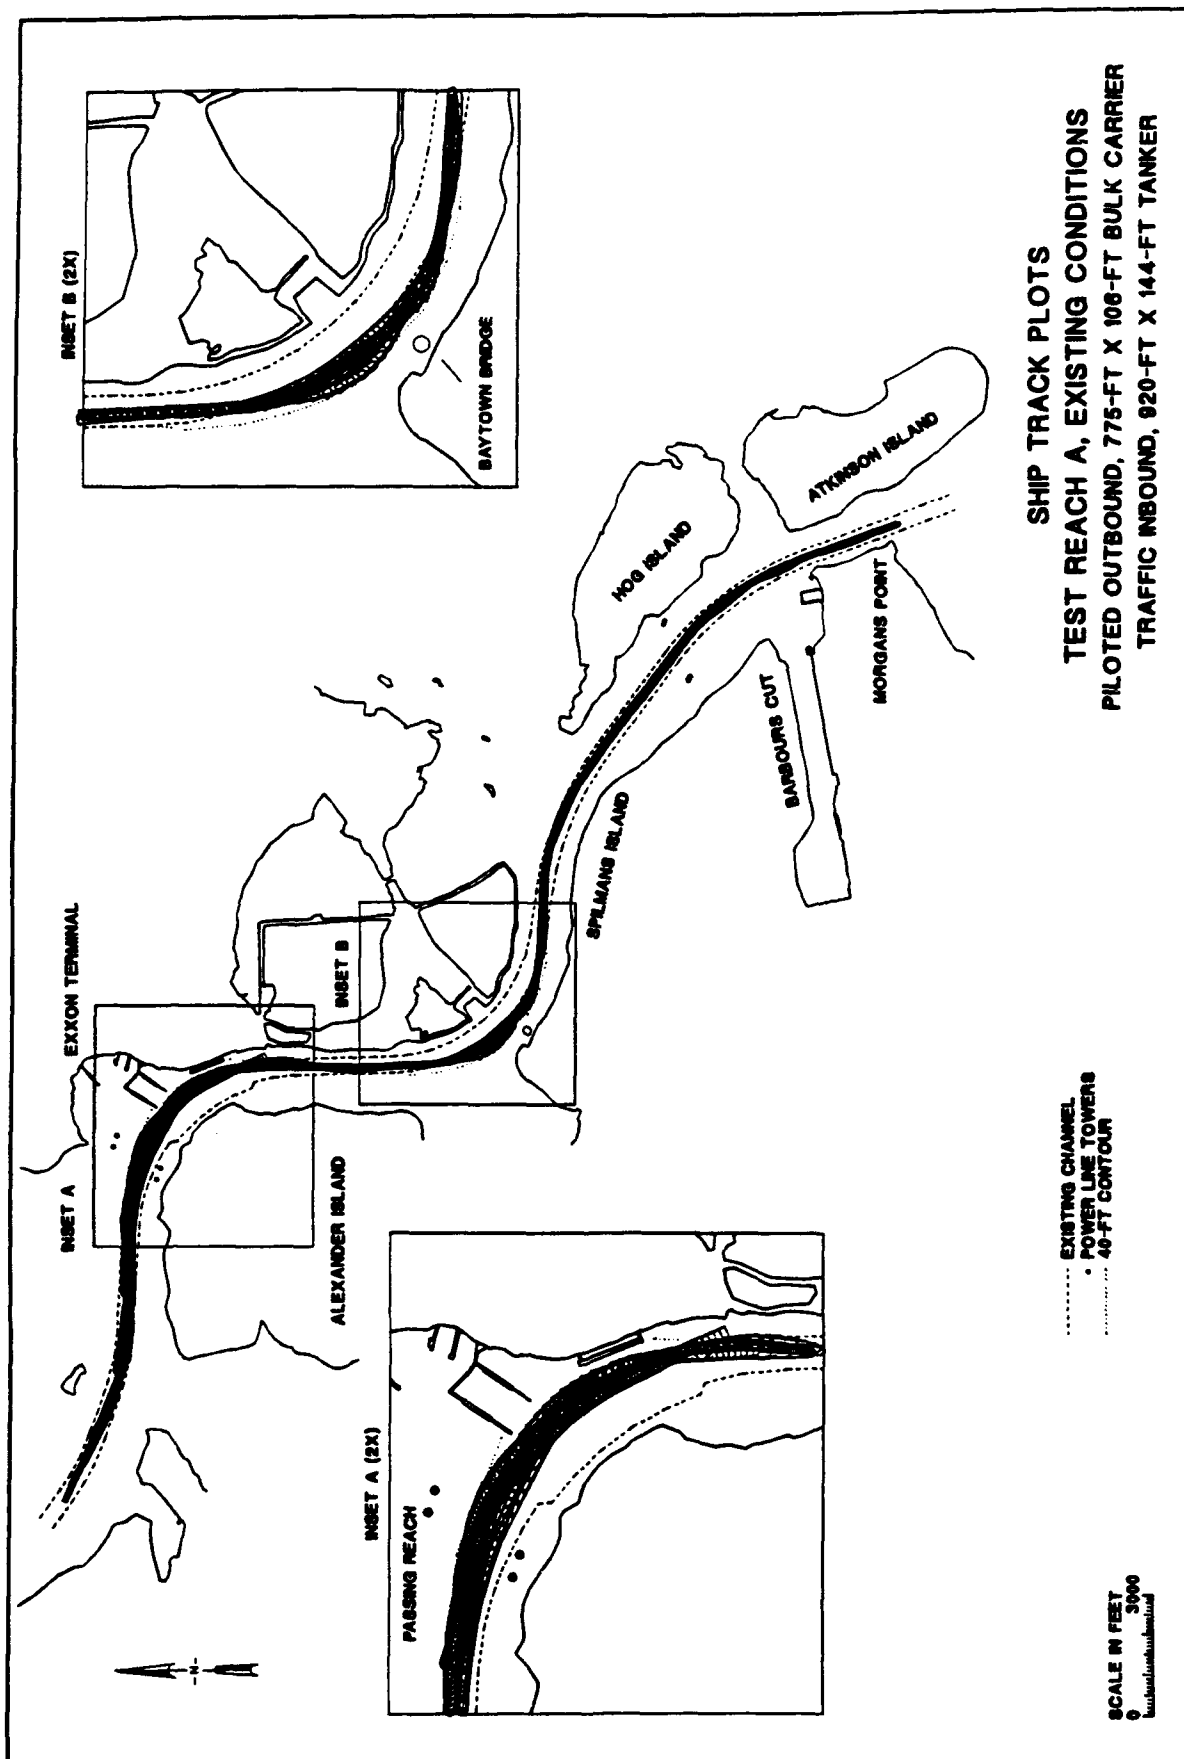 INSET B (2X)
BAYTOWN BRIDGE
EXXON TERMINAL
INSET A
INSET B
ALEXANDER ISLAND
HOG ISLAND
ATKINSON ISLAND
SPILMANS ISLAND
BARBOURS CUT
MORGANS POINT
INSET A (2X)
PASSING REACH
-N-
EXISTING CHANNEL
POWER LINE TOWERS
40-FT CONTOUR
SCALE IN FEET
0 3000
SHIP TRACK PLOTS
TEST REACH A, EXISTING CONDITIONS
PILOTED OUTBOUND, 775-FT X 106-FT BULK CARRIER
TRAFFIC INBOUND, 920-FT X 144-FT TANKER